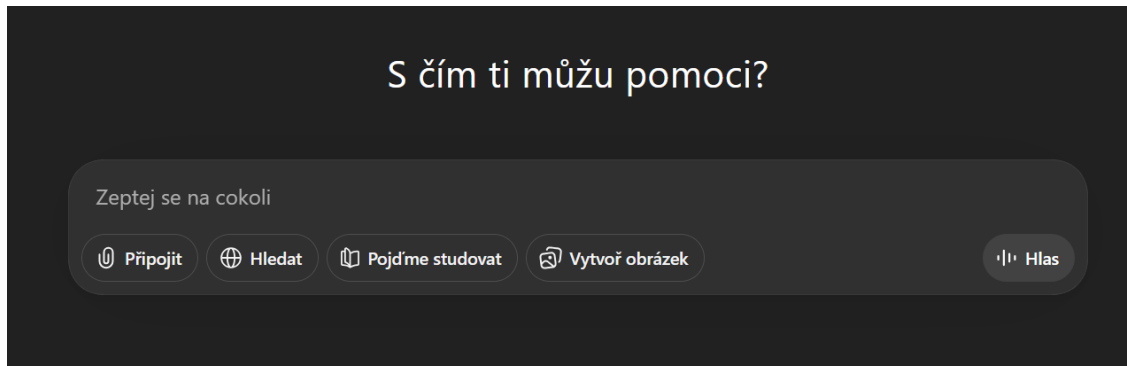 S čím ti můžu pomoci?
Zeptej se na cokoli
Připojit Hledat Pojďme studovat Vytvoř obrázek Hlas